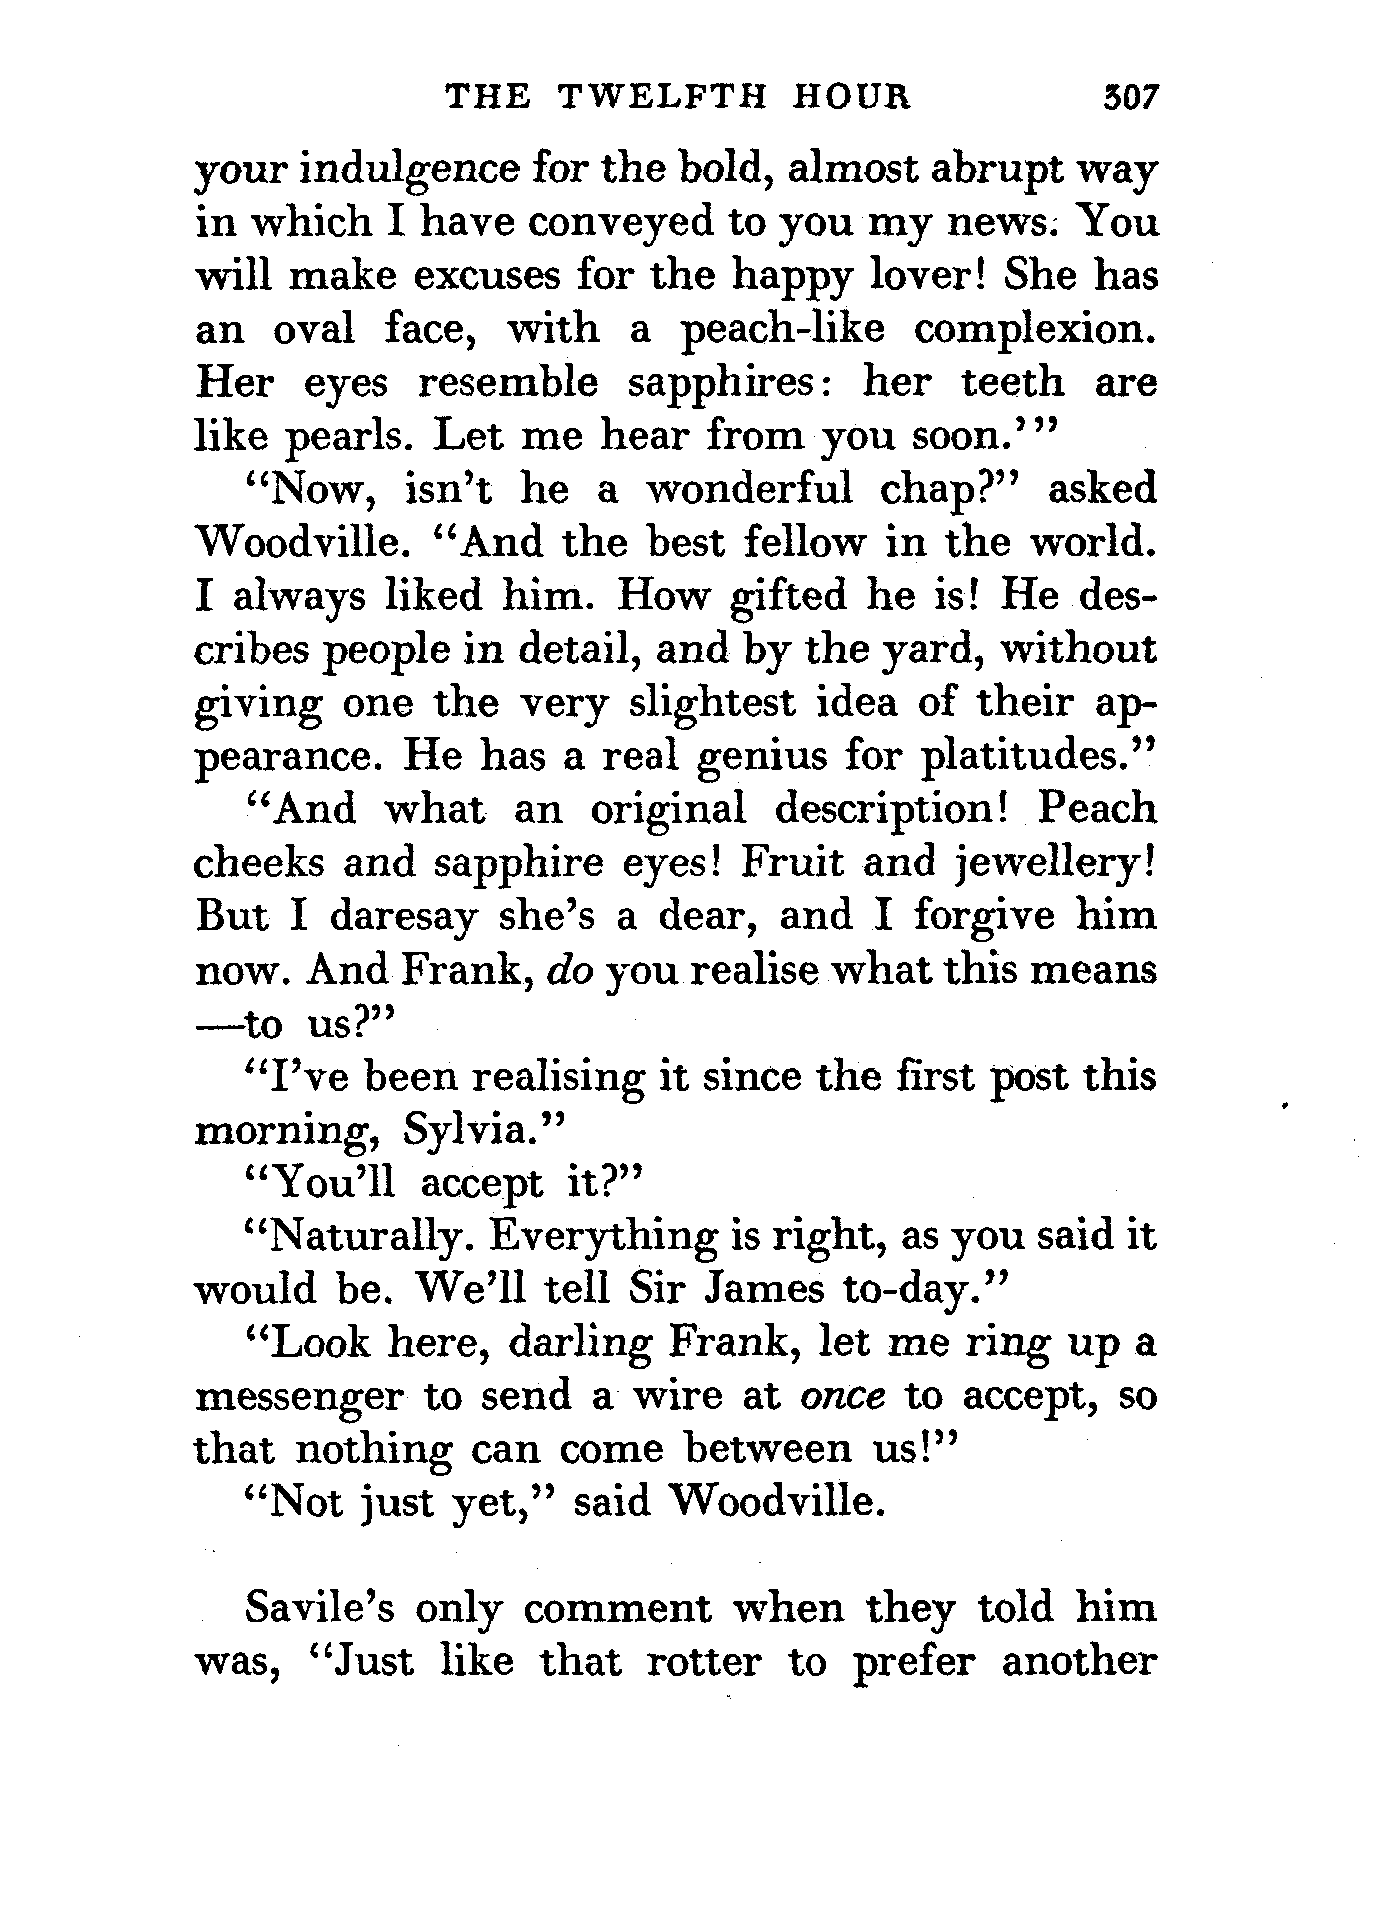 THE TWELFTH HOUR 307
your indulgence for the bold, almost abrupt way
in which I have conveyed to you my news. You
will make excuses for the happy lover! She has
an oval face, with a peach-like complexion.
Her eyes resemble sapphires: her teeth are
like pearls. Let me hear from you soon.’”
“Now, isn’t he a wonderful chap?” asked
Woodville. “And the best fellow in the world.
I always liked him. How gifted he is! He des-
cribes people in detail, and by the yard, without
giving one the very slightest idea of their ap-
pearance. He has a real genius for platitudes.”
“And what an original description! Peach
cheeks and sapphire eyes! Fruit and jewellery!
But I daresay she’s a dear, and I forgive him
now. And Frank, do you realise what this means
—to us?”
“I’ve been realising it since the first post this
morning, Sylvia.”
“You’ll accept it?”
“Naturally. Everything is right, as you said it
would be. We’ll tell Sir James to-day.”
“Look here, darling Frank, let me ring up a
messenger to send a wire at once to accept, so
that nothing can come between us!”
“Not just yet,” said Woodville.
Savile’s only comment when they told him
was, “Just like that rotter to prefer another